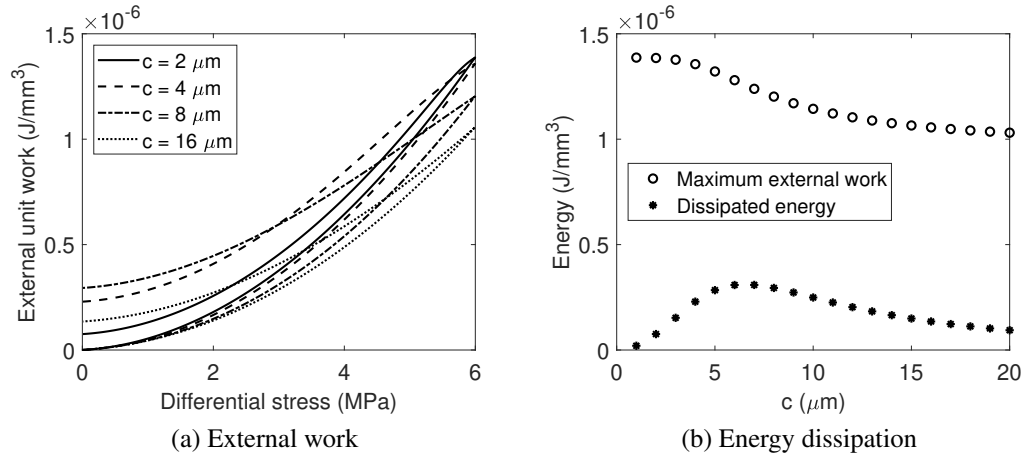 ×10⁻⁶
1.5
1
0.5
0
External unit work (J/mm³)
c = 2 μm
c = 4 μm
c = 8 μm
c = 16 μm
0 2 4 6
Differential stress (MPa)
(a) External work
×10⁻⁶
1.5
1
0.5
0
Energy (J/mm³)
Maximum external work
Dissipated energy
0 5 10 15 20
c (μm)
(b) Energy dissipation